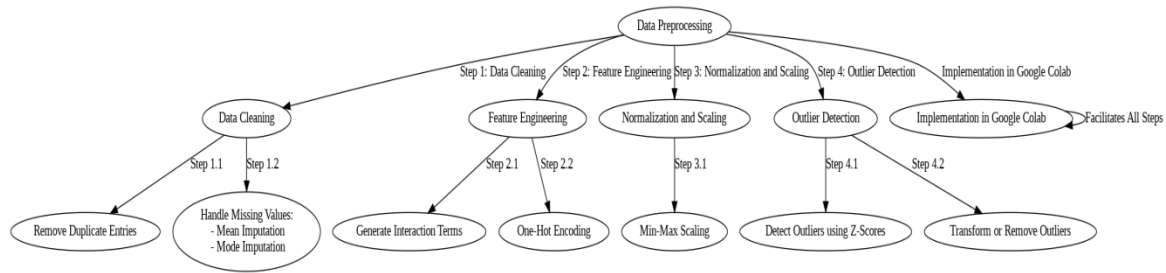 Data Preprocessing
Step 1: Data Cleaning
Step 2: Feature Engineering
Step 3: Normalization and Scaling
Step 4: Outlier Detection
Implementation in Google Colab
Data Cleaning
Feature Engineering
Normalization and Scaling
Outlier Detection
Implementation in Google Colab
Facilitates All Steps
Step 1.1
Step 1.2
Step 2.1
Step 2.2
Step 3.1
Step 4.1
Step 4.2
Remove Duplicate Entries
Handle Missing Values:
- Mean Imputation
- Mode Imputation
Generate Interaction Terms
One-Hot Encoding
Min-Max Scaling
Detect Outliers using Z-Scores
Transform or Remove Outliers